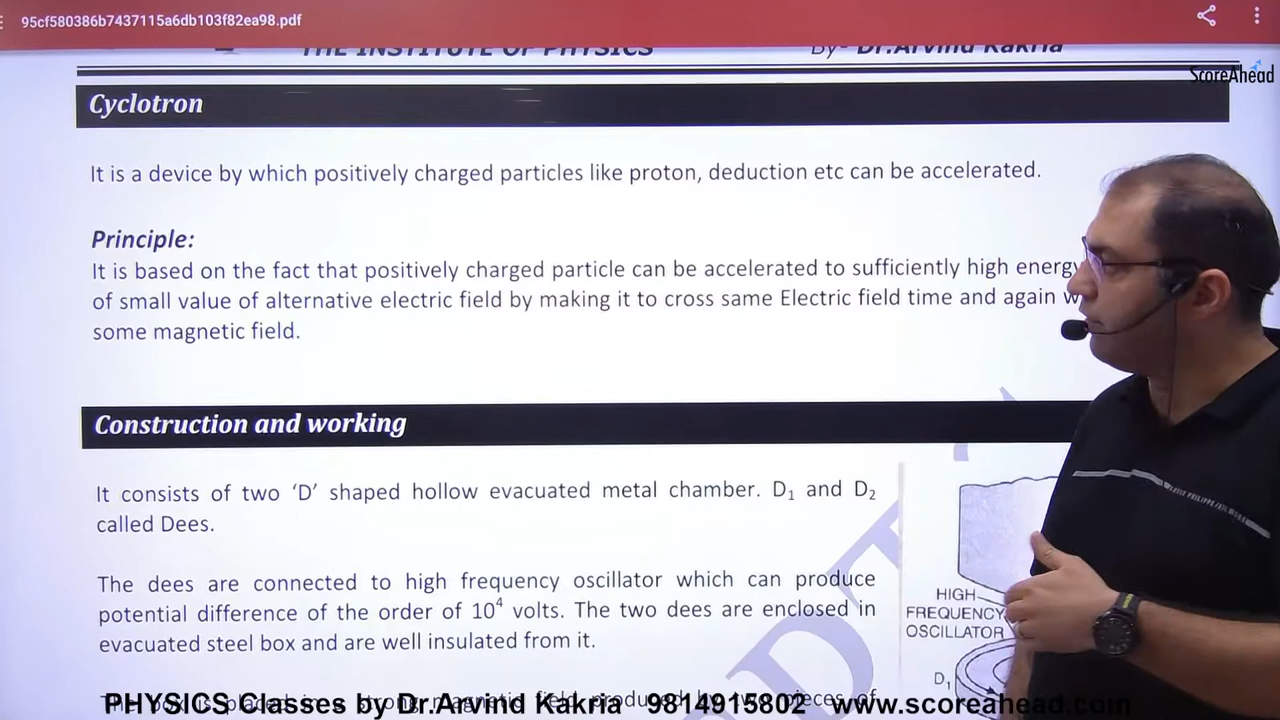 95cf580386b7437115a6db103f82ea98.pdf
THE INSTITUTE OF PHYSICS By- Dr.Arvind Kakria
ScoreAhead
Cyclotron
It is a device by which positively charged particles like proton, deduction etc can be accelerated.
Principle:
It is based on the fact that positively charged particle can be accelerated to sufficiently high energy
of small value of alternative electric field by making it to cross same Electric field time and again
some magnetic field.
Construction and working
It consists of two ‘D’ shaped hollow evacuated metal chamber. D₁ and D₂
called Dees.
The dees are connected to high frequency oscillator which can produce
potential difference of the order of 10⁴ volts. The two dees are enclosed in
evacuated steel box and are well insulated from it.
HIGH
FREQUENCY
OSCILLATOR
D₁
PHYSICS Classes by Dr.Arvind Kakria 9814915802 www.scoreahead.com